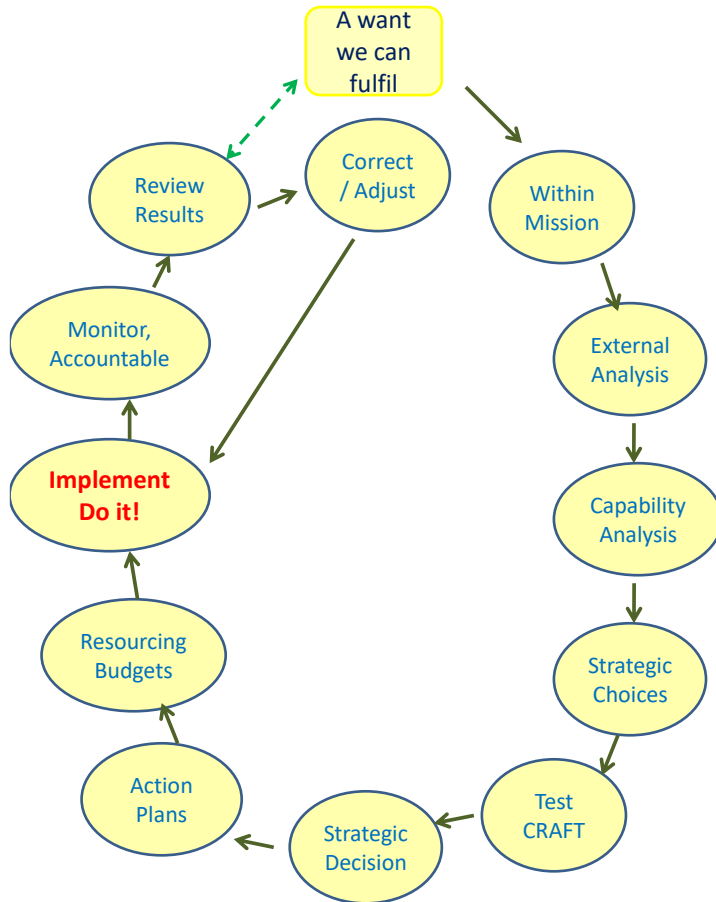 A want
we can
fulfil
Within
Mission
External
Analysis
Capability
Analysis
Strategic
Choices
Test
CRAFT
Strategic
Decision
Action
Plans
Resourcing
Budgets
Implement
Do it!
Monitor,
Accountable
Review
Results
Correct
/ Adjust